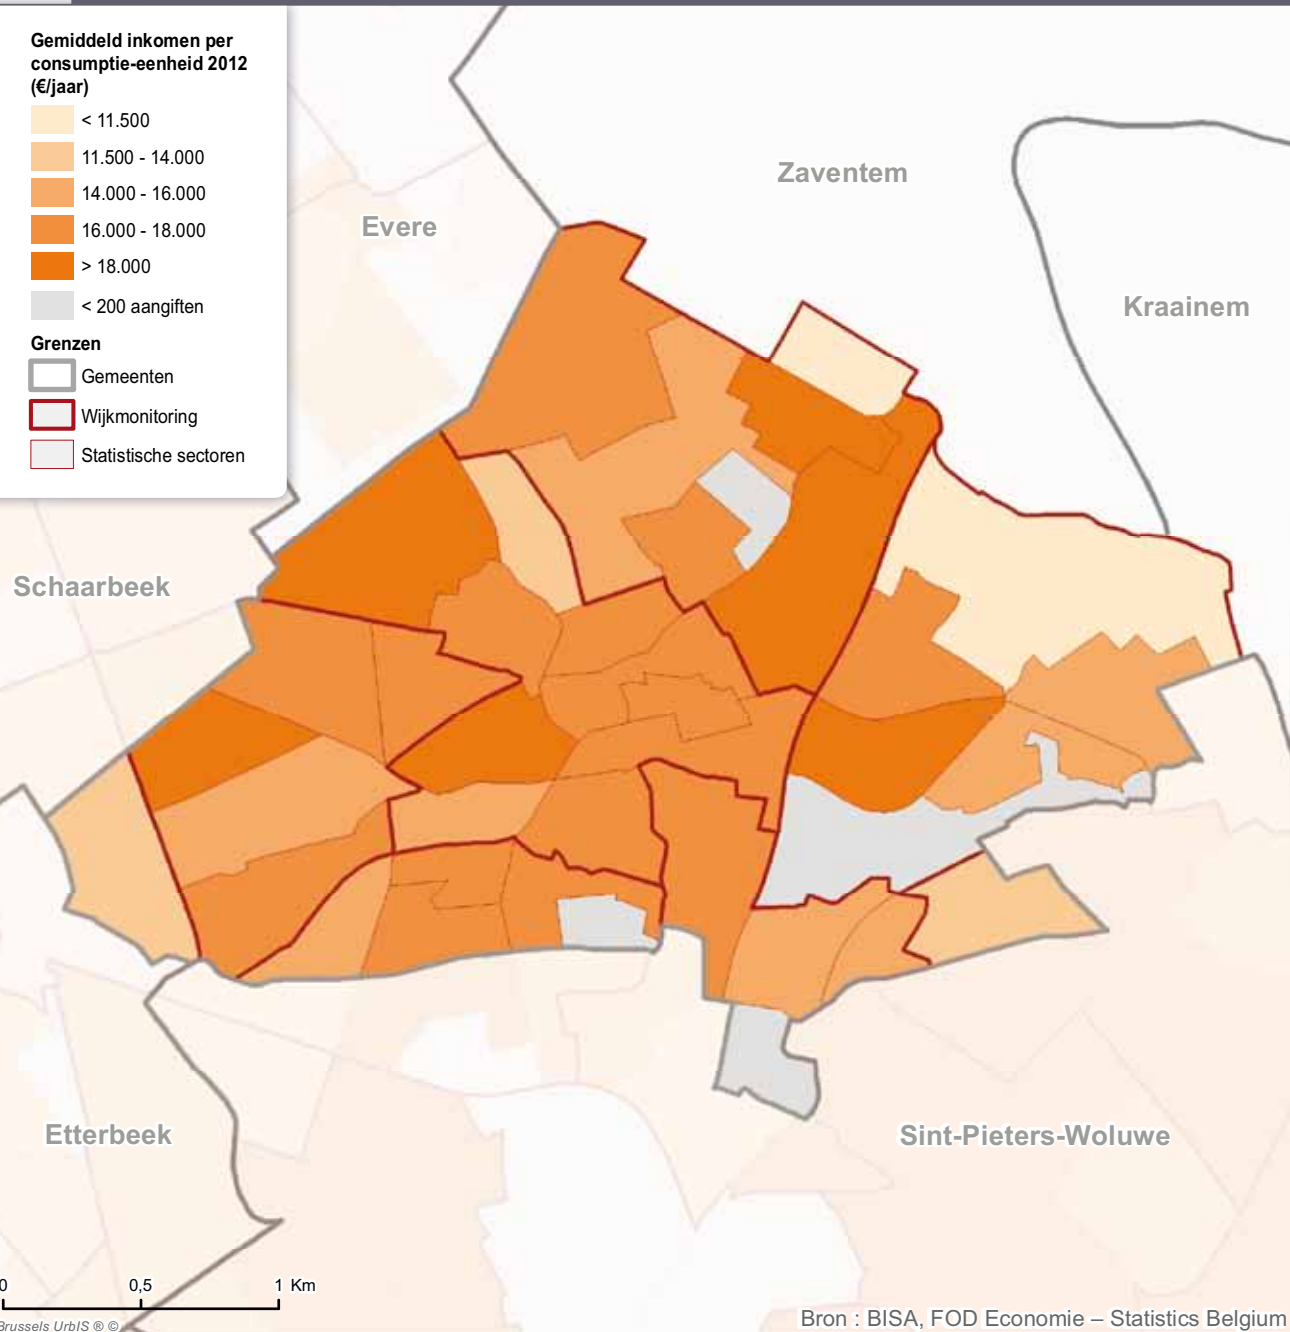 Gemiddeld inkomen per
consumptie-eenheid 2012
(€/jaar)
< 11.500
11.500 - 14.000
14.000 - 16.000
16.000 - 18.000
> 18.000
< 200 aangiften
Grenzen
Gemeenten
Wijkmonitoring
Statistische sectoren
Zaventem
Evere
Kraainem
Schaarbeek
Etterbeek
Sint-Pieters-Woluwe
0 0,5 1 Km
Brussels UrbIS ® ©
Bron : BISA, FOD Economie – Statistics Belgium